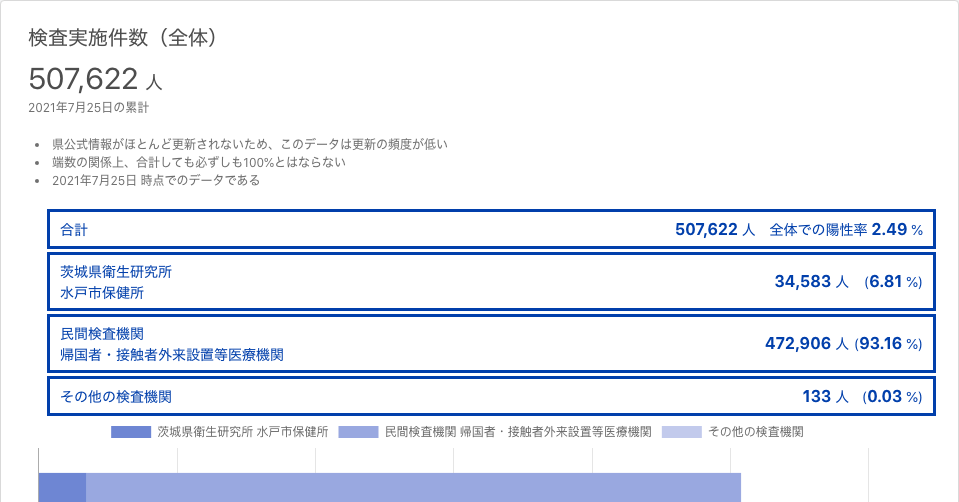 検査実施件数（全体）
507,622 人
2021年7月25日の累計
• 県公式情報がほとんど更新されないため、このデータは更新の頻度が低い
• 端数の関係上、合計しても必ずしも100%とはならない
• 2021年7月25日 時点でのデータである
合計 507,622 人 全体での陽性率 2.49 %
茨城県衛生研究所
水戸市保健所 34,583 人 (6.81 %)
民間検査機関
帰国者・接触者外来設置等医療機関 472,906 人 (93.16 %)
その他の検査機関 133 人 (0.03 %)
茨城県衛生研究所 水戸市保健所 民間検査機関 帰国者・接触者外来設置等医療機関 その他の検査機関